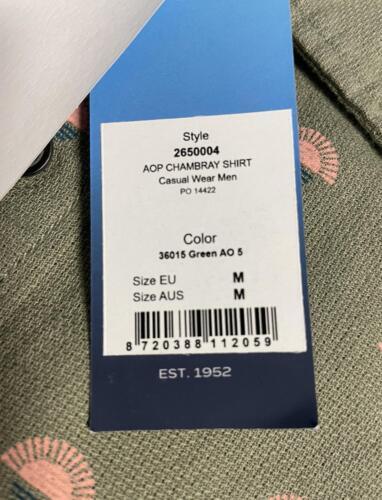 Style
2650004
AOP CHAMBRAY SHIRT
Casual Wear Men
PO 14422
Color
36015 Green AO 5
Size EU M
Size AUS M
8 720388 112059
EST. 1952